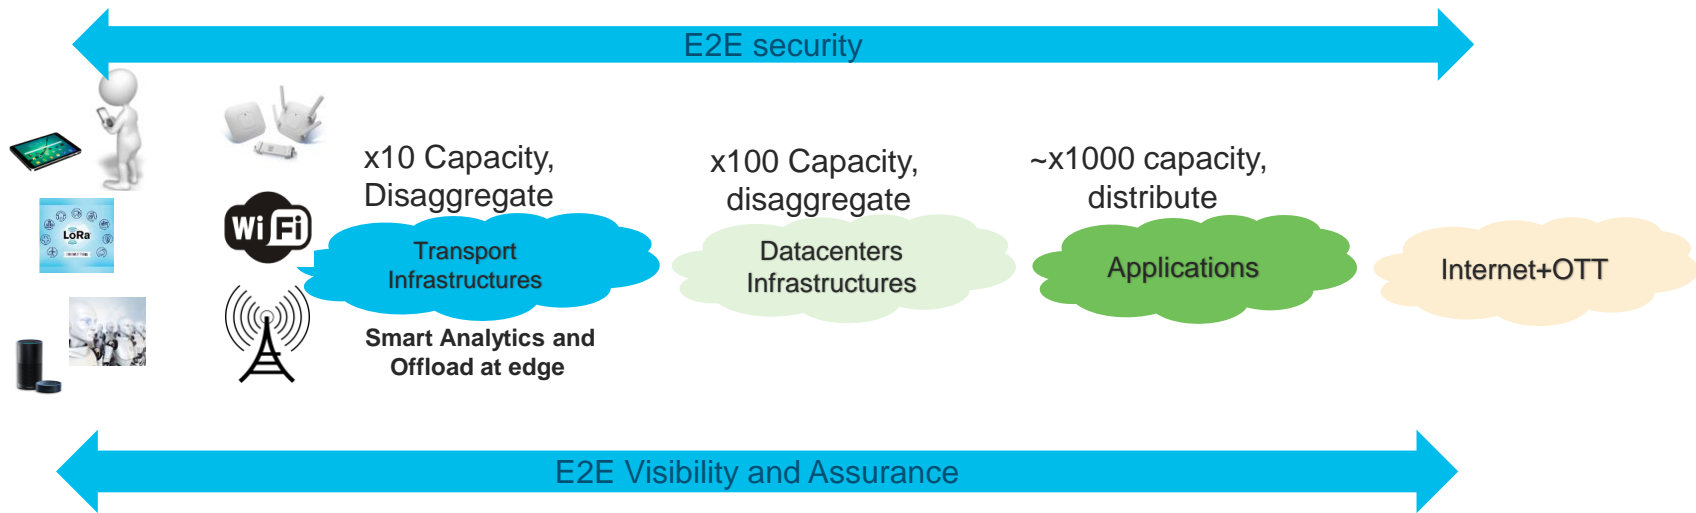 E2E security
x10 Capacity,
Disaggregate
x100 Capacity,
disaggregate
~x1000 capacity,
distribute
LoRa
Wi Fi
Transport
Infrastructures
Datacenters
Infrastructures
Applications
Internet+OTT
Smart Analytics and
Offload at edge
E2E Visibility and Assurance